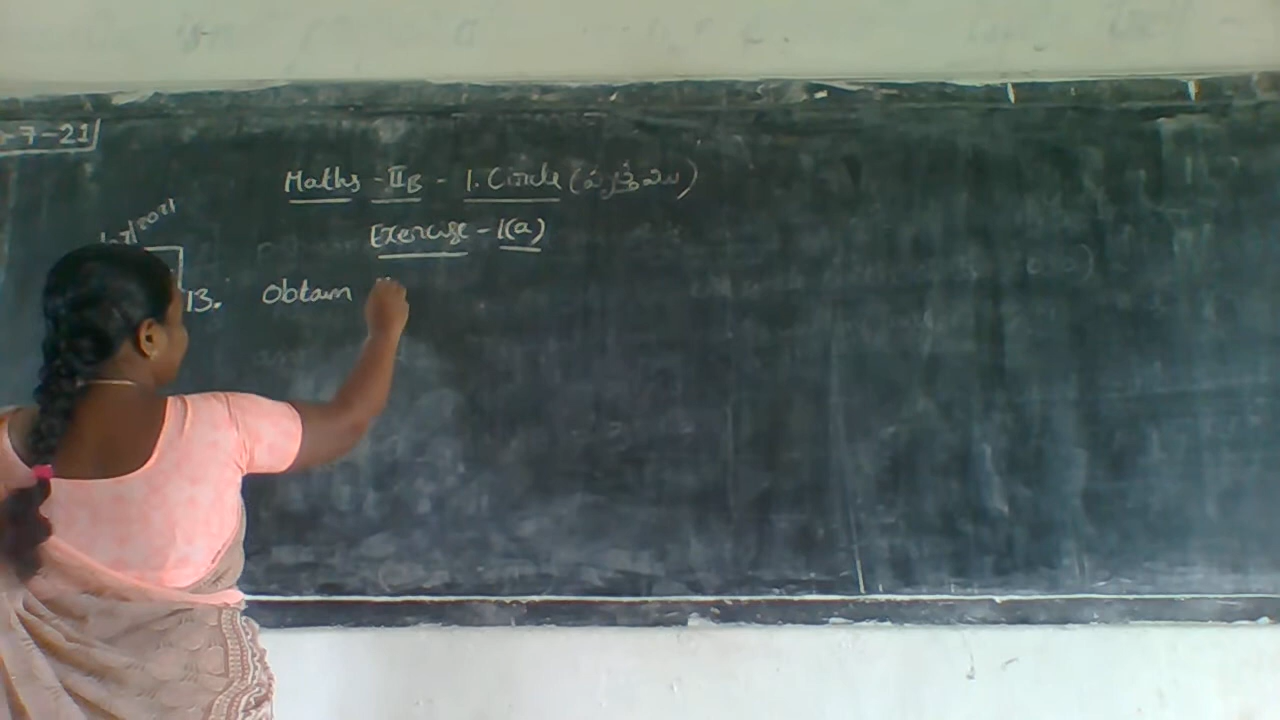 -7-21
Maths - IIB - 1. Circle
Exercise - 1(a)
13. Obtain